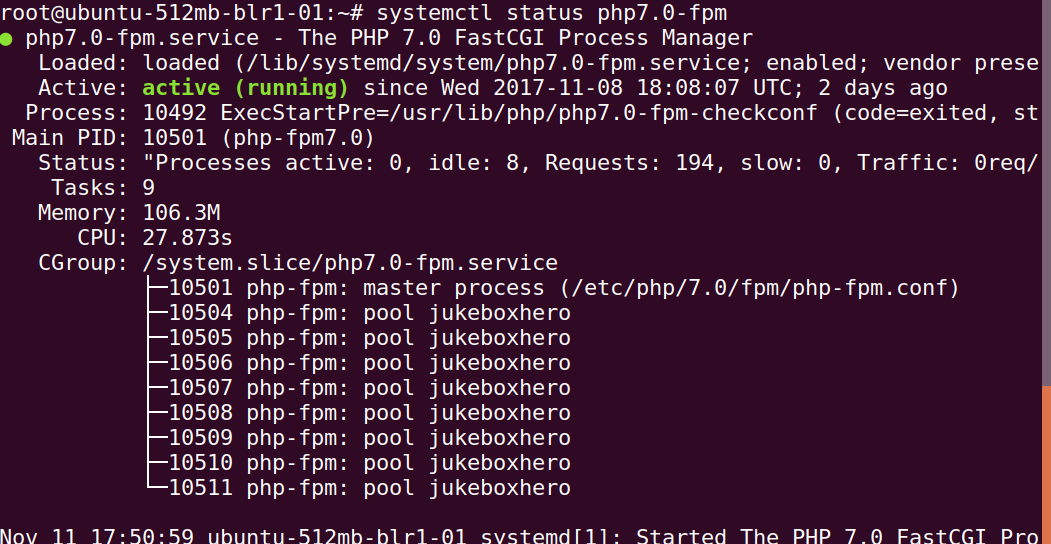 root@ubuntu-512mb-blr1-01:~# systemctl status php7.0-fpm
● php7.0-fpm.service - The PHP 7.0 FastCGI Process Manager
   Loaded: loaded (/lib/systemd/system/php7.0-fpm.service; enabled; vendor prese
   Active: active (running) since Wed 2017-11-08 18:08:07 UTC; 2 days ago
  Process: 10492 ExecStartPre=/usr/lib/php/php7.0-fpm-checkconf (code=exited, st
 Main PID: 10501 (php-fpm7.0)
   Status: "Processes active: 0, idle: 8, Requests: 194, slow: 0, Traffic: 0req/
    Tasks: 9
   Memory: 106.3M
      CPU: 27.873s
   CGroup: /system.slice/php7.0-fpm.service
           ├─10501 php-fpm: master process (/etc/php/7.0/fpm/php-fpm.conf)
           ├─10504 php-fpm: pool jukeboxhero
           ├─10505 php-fpm: pool jukeboxhero
           ├─10506 php-fpm: pool jukeboxhero
           ├─10507 php-fpm: pool jukeboxhero
           ├─10508 php-fpm: pool jukeboxhero
           ├─10509 php-fpm: pool jukeboxhero
           ├─10510 php-fpm: pool jukeboxhero
           └─10511 php-fpm: pool jukeboxhero
Nov 11 17:50:59 ubuntu-512mb-blr1-01 systemd[1]: Started The PHP 7.0 FastCGI Pro